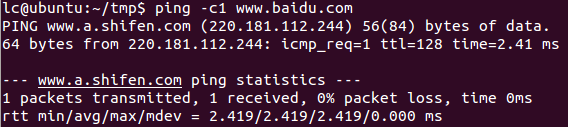 lc@ubuntu:~/tmp$ ping -c1 www.baidu.com
PING www.a.shifen.com (220.181.112.244) 56(84) bytes of data.
64 bytes from 220.181.112.244: icmp_req=1 ttl=128 time=2.41 ms

--- www.a.shifen.com ping statistics ---
1 packets transmitted, 1 received, 0% packet loss, time 0ms
rtt min/avg/max/mdev = 2.419/2.419/2.419/0.000 ms